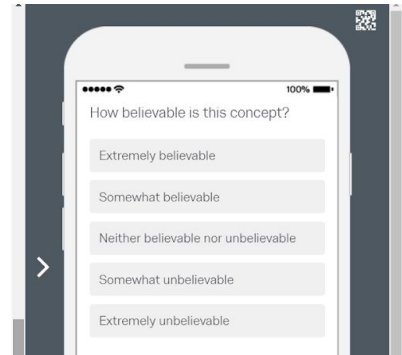 100%
How believable is this concept?
Extremely believable
Somewhat believable
Neither believable nor unbelievable
Somewhat unbelievable
Extremely unbelievable